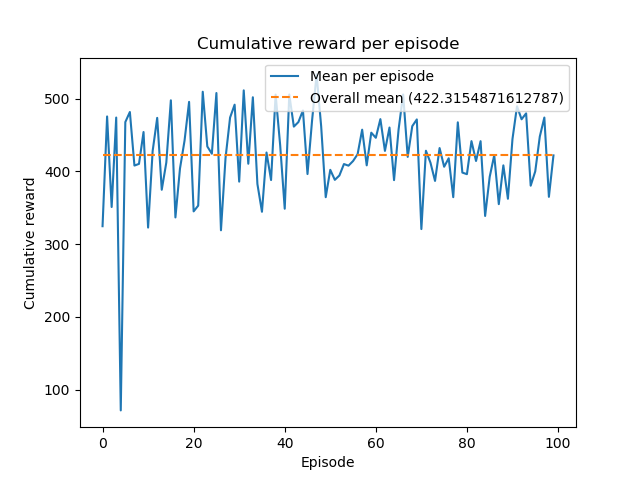 Cumulative reward per episode
Mean per episode
Overall mean (422.3154871612787)
500
400
300
200
100
Cumulative reward
0 20 40 60 80 100
Episode